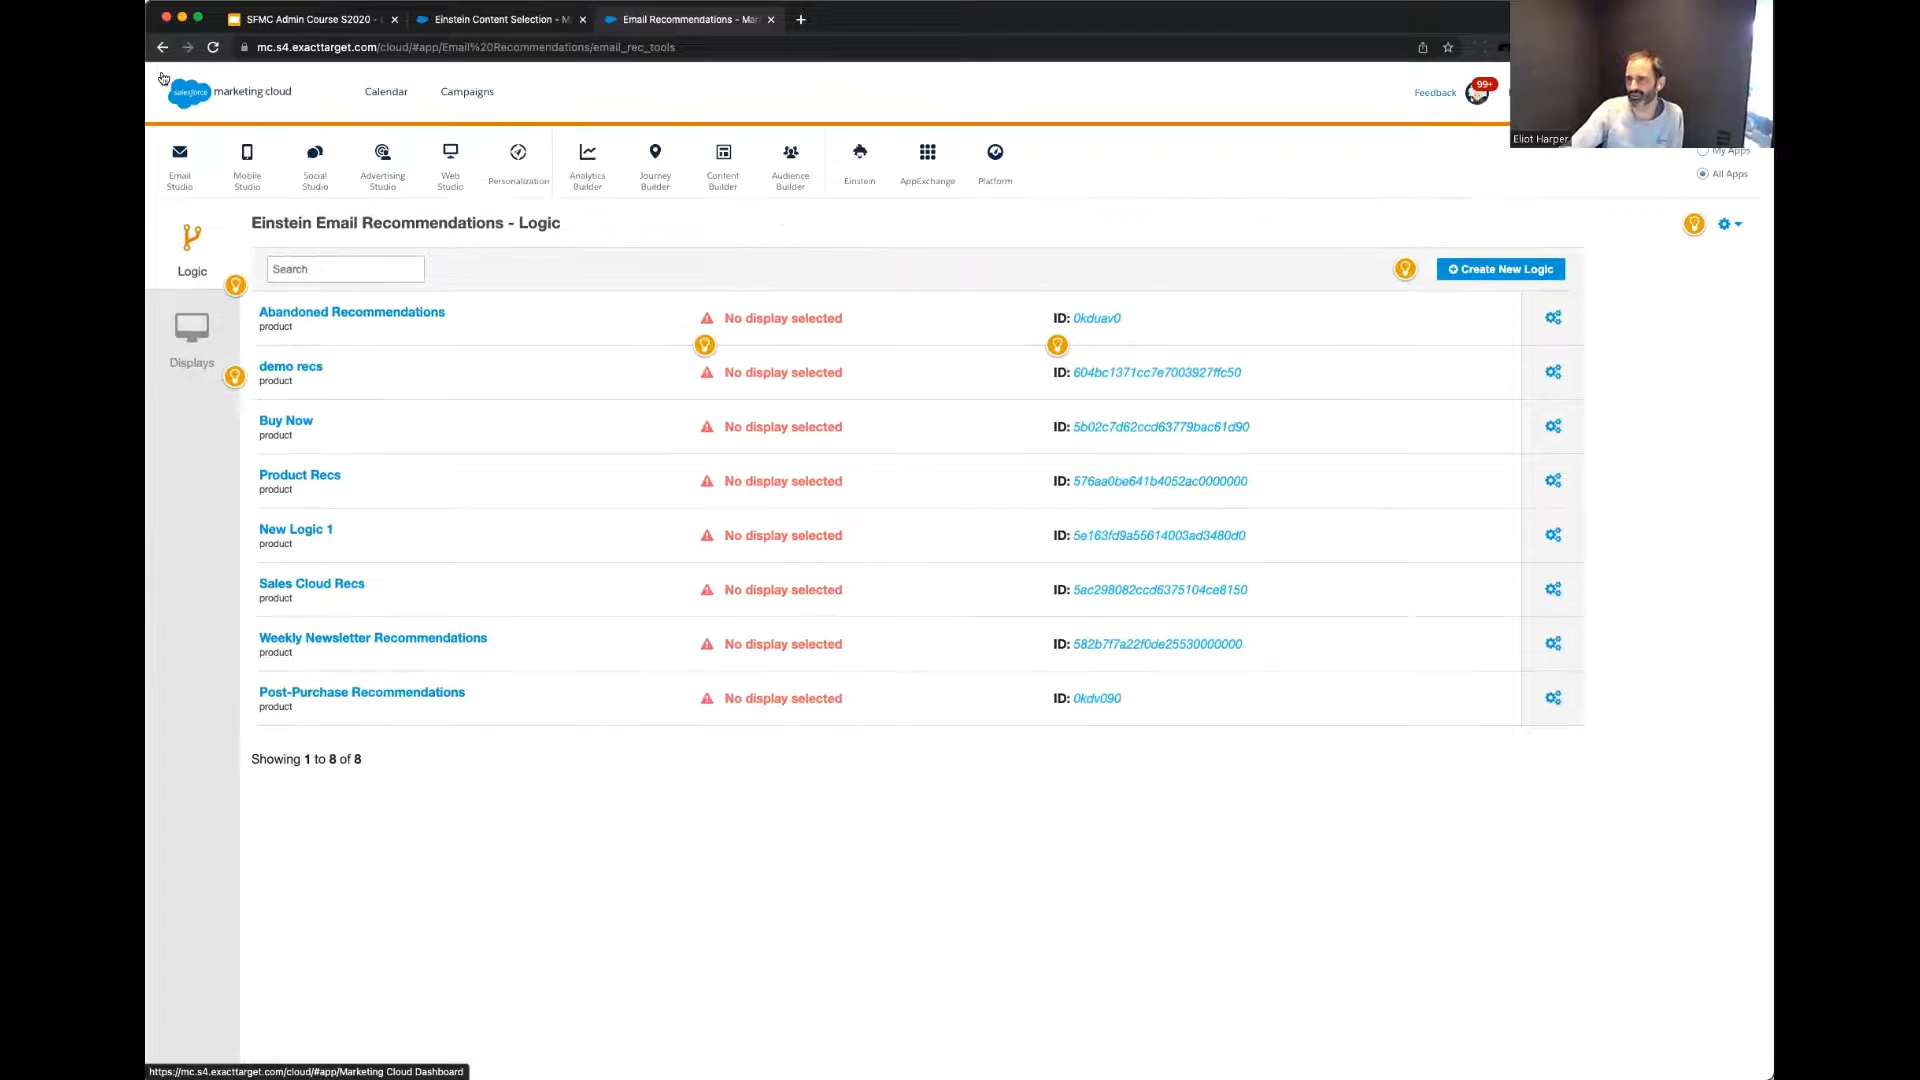 SFMC Admin Course S2020 -
Einstein Content Selection - M
Email Recommendations - Mar
mc.s4.exacttarget.com/cloud/#app/Email%20Recommendations/email_rec_tools
salesforce marketing cloud
Calendar
Campaigns
Feedback
99+
Eliot Harper
Email Studio
Mobile Studio
Social Studio
Advertising Studio
Web Studio
Personalization
Analytics Builder
Journey Builder
Content Builder
Audience Builder
Einstein
AppExchange
Platform
My Apps
All Apps
Logic
Displays
Einstein Email Recommendations - Logic
Search
Create New Logic
Abandoned Recommendations
product
No display selected
ID: 0kduav0
demo recs
product
No display selected
ID: 604bc1371cc7e7003927ffc50
Buy Now
product
No display selected
ID: 5b02c7d62ccd63779bac61d90
Product Recs
product
No display selected
ID: 576aa0be641b4052ac0000000
New Logic 1
product
No display selected
ID: 5e163fd9a55614003ad3480d0
Sales Cloud Recs
product
No display selected
ID: 5ac298082ccd6375104ce8150
Weekly Newsletter Recommendations
product
No display selected
ID: 582b7f7a22f0de25530000000
Post-Purchase Recommendations
product
No display selected
ID: 0kdv090
Showing 1 to 8 of 8
https://mc.s4.exacttarget.com/cloud/#app/Marketing Cloud Dashboard